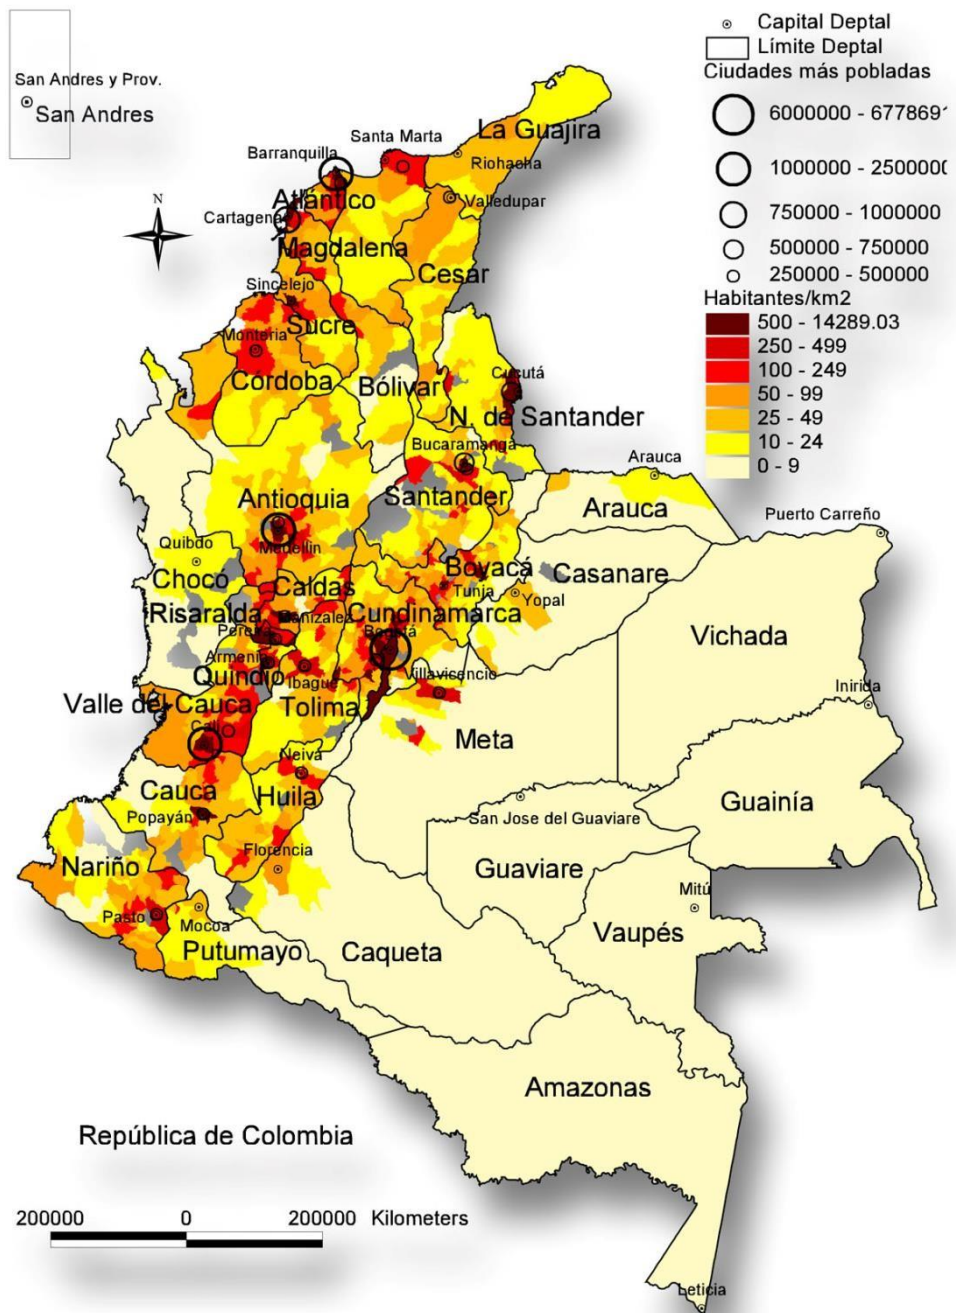 San Andres y Prov.
San Andres
Capital Deptal
Límite Deptal
Ciudades más pobladas
6000000 - 677869
1000000 - 2500000
750000 - 1000000
500000 - 750000
250000 - 500000
Habitantes/km2
500 - 14289.03
250 - 499
100 - 249
50 - 99
25 - 49
10 - 24
0 - 9
N
Santa Marta
La Guajira
Barranquilla
Riohacha
Atlántico
Valledupar
Cartagena
Magdalena
Cesar
Sincelejo
Sucre
Montería
Córdoba
Bólivar
Cucutá
N. de Santander
Bucaramanga
Arauca
Antioquia
Santander
Arauca
Medellín
Puerto Carreño
Quibdo
Chocó
Caldas
Boyacá
Tunja
Casanare
Yopal
Risaralda
Manizales
Cundinamarca
Pereira
Bogotá
Vichada
Armenia
Quindío
Ibagué
Villavicencio
Inirida
Valle del Cauca
Tolima
Cali
Meta
Neiva
Cauca
Huila
Guainía
Popayán
San Jose del Guaviare
Nariño
Florencia
Guaviare
Mitú
Pasto
Mocoa
Vaupés
Putumayo
Caqueta
Amazonas
República de Colombia
200000 0 200000 Kilometers
Leticia